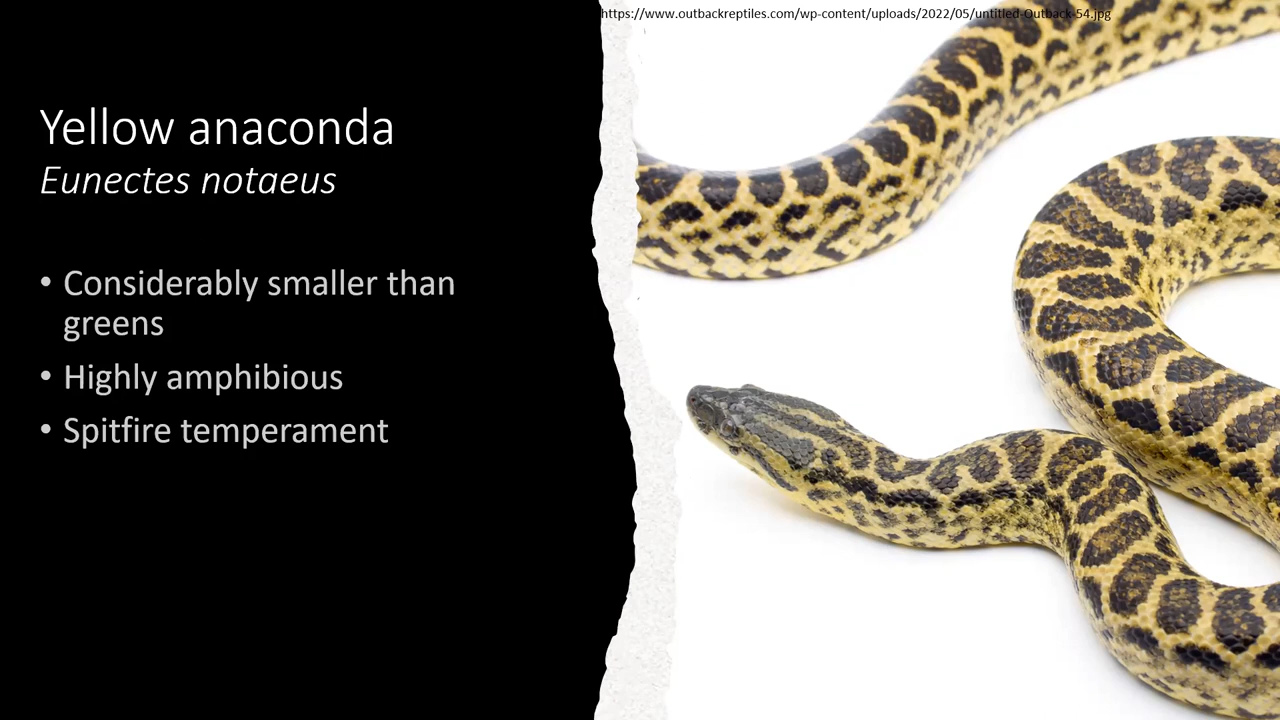 https://www.outbackreptiles.com/wp-content/uploads/2022/05/untitled-Outback-54.jpg
Yellow anaconda
Eunectes notaeus
• Considerably smaller than
greens
• Highly amphibious
• Spitfire temperament